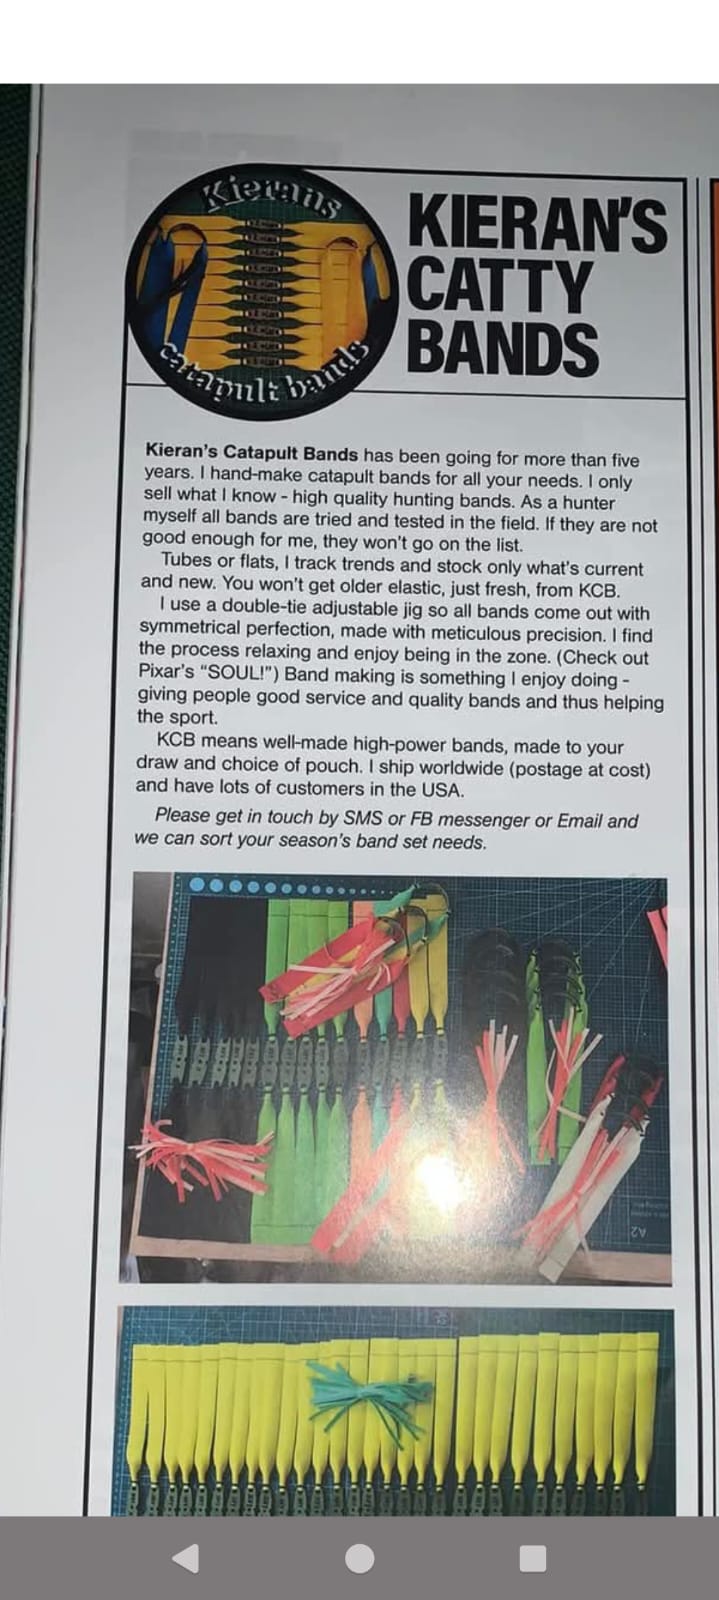 Kierans
catapult bands
KIERAN'S
CATTY
BANDS
Kieran's Catapult Bands has been going for more than five
years. I hand-make catapult bands for all your needs. I only
sell what I know - high quality hunting bands. As a hunter
myself all bands are tried and tested in the field. If they are not
good enough for me, they won't go on the list.
Tubes or flats, I track trends and stock only what's current
and new. You won't get older elastic, just fresh, from KCB.
I use a double-tie adjustable jig so all bands come out with
symmetrical perfection, made with meticulous precision. I find
the process relaxing and enjoy being in the zone. (Check out
Pixar's "SOUL!") Band making is something I enjoy doing -
giving people good service and quality bands and thus helping
the sport.
KCB means well-made high-power bands, made to your
draw and choice of pouch. I ship worldwide (postage at cost)
and have lots of customers in the USA.
Please get in touch by SMS or FB messenger or Email and
we can sort your season's band set needs.
A2